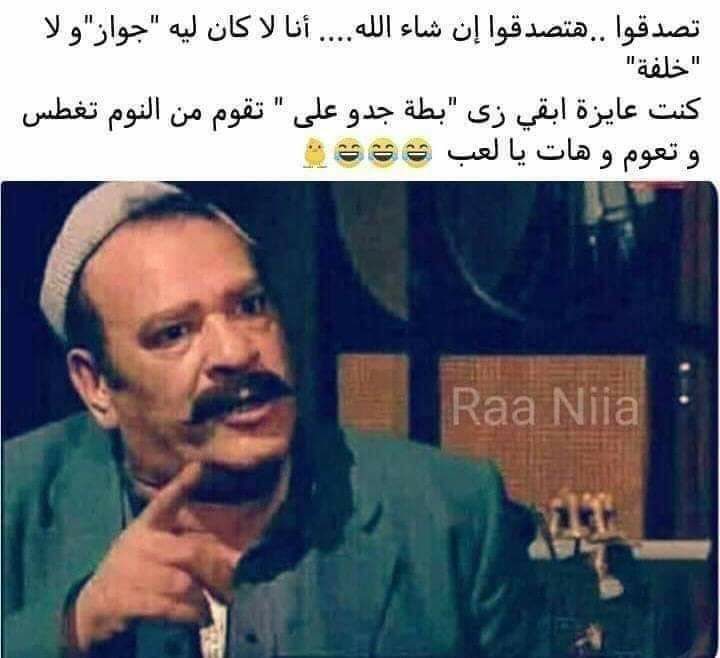 تصدقوا ..هتصدقوا إن شاء الله.... أنا لا كان ليه "جواز"و لا
"خلفة"
كنت عايزة ابقي زى "بطة جدو على " تقوم من النوم تغطس
و تعوم و هات يا لعب 😂😂😂🐥
Raa Niia